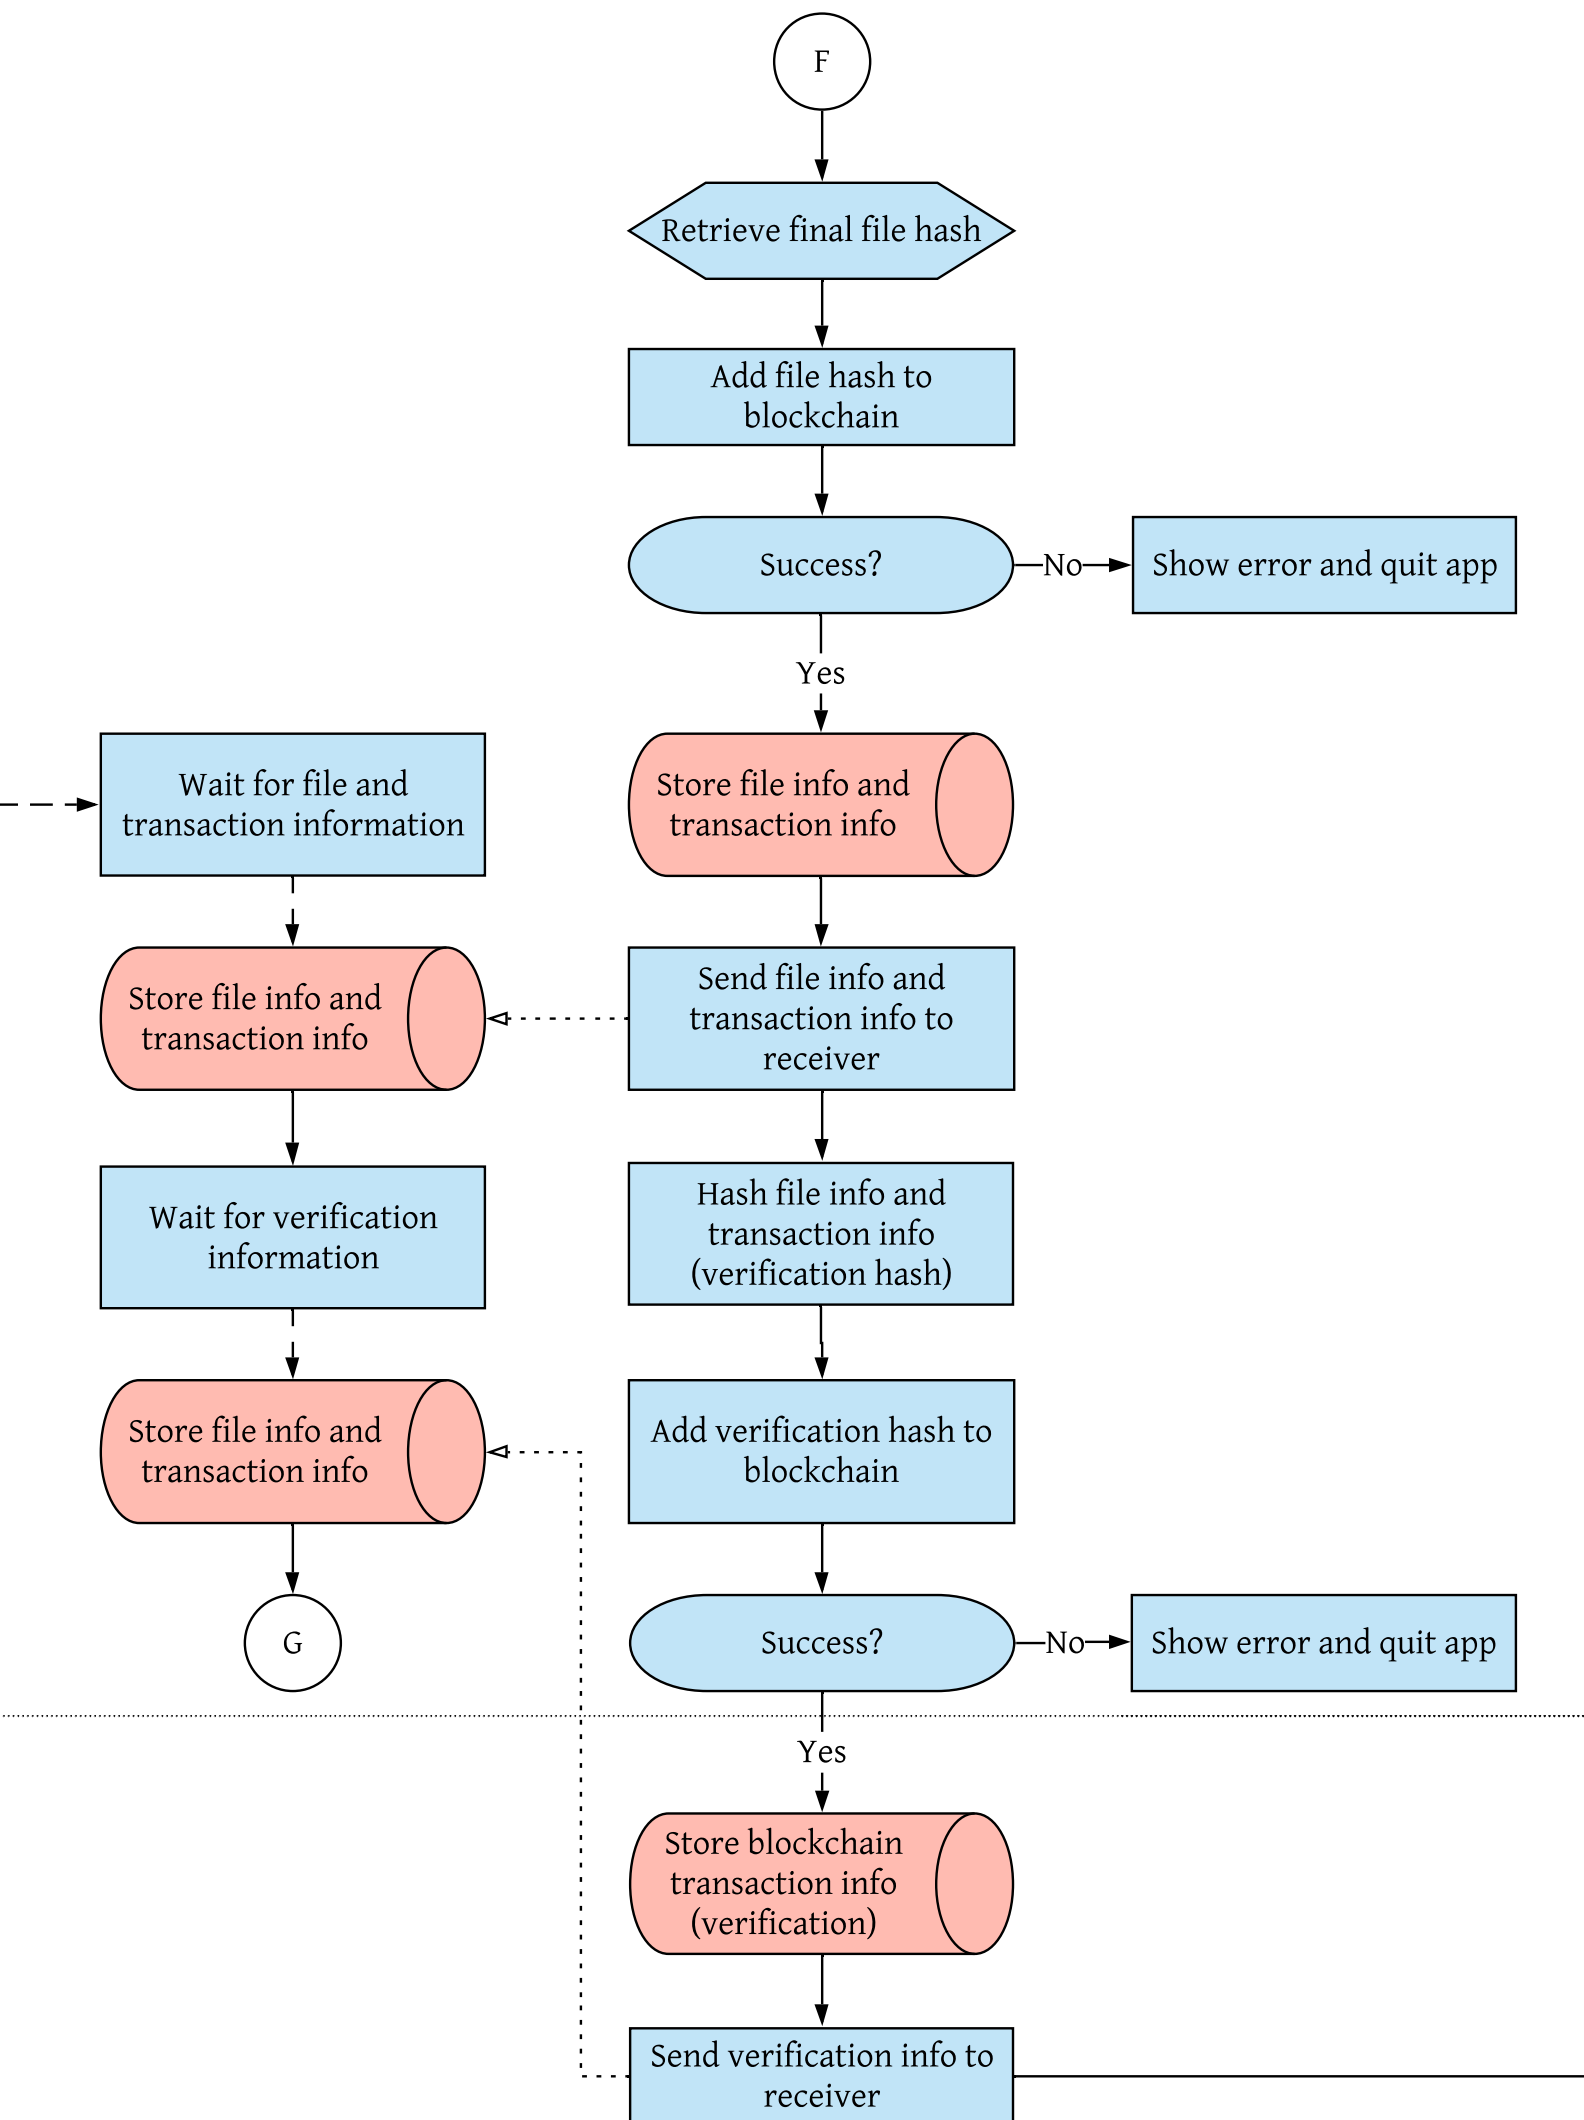 F
Retrieve final file hash
Add file hash to
blockchain
Success?
No
Show error and quit app
Yes
Wait for file and
transaction information
Store file info and
transaction info
Store file info and
transaction info
Send file info and
transaction info to
receiver
Wait for verification
information
Hash file info and
transaction info
(verification hash)
Store file info and
transaction info
Add verification hash to
blockchain
G
Success?
No
Show error and quit app
Yes
Store blockchain
transaction info
(verification)
Send verification info to
receiver